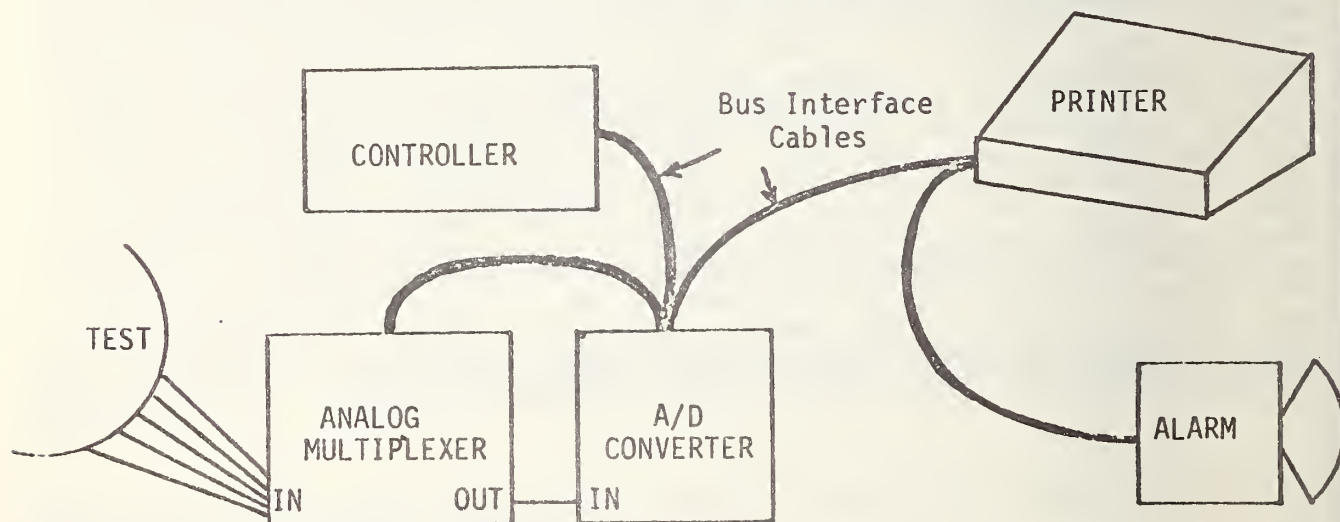 PRINTER
Bus Interface
Cables
CONTROLLER
TEST
ANALOG
MULTIPLEXER
IN
OUT
A/D
CONVERTER
IN
ALARM